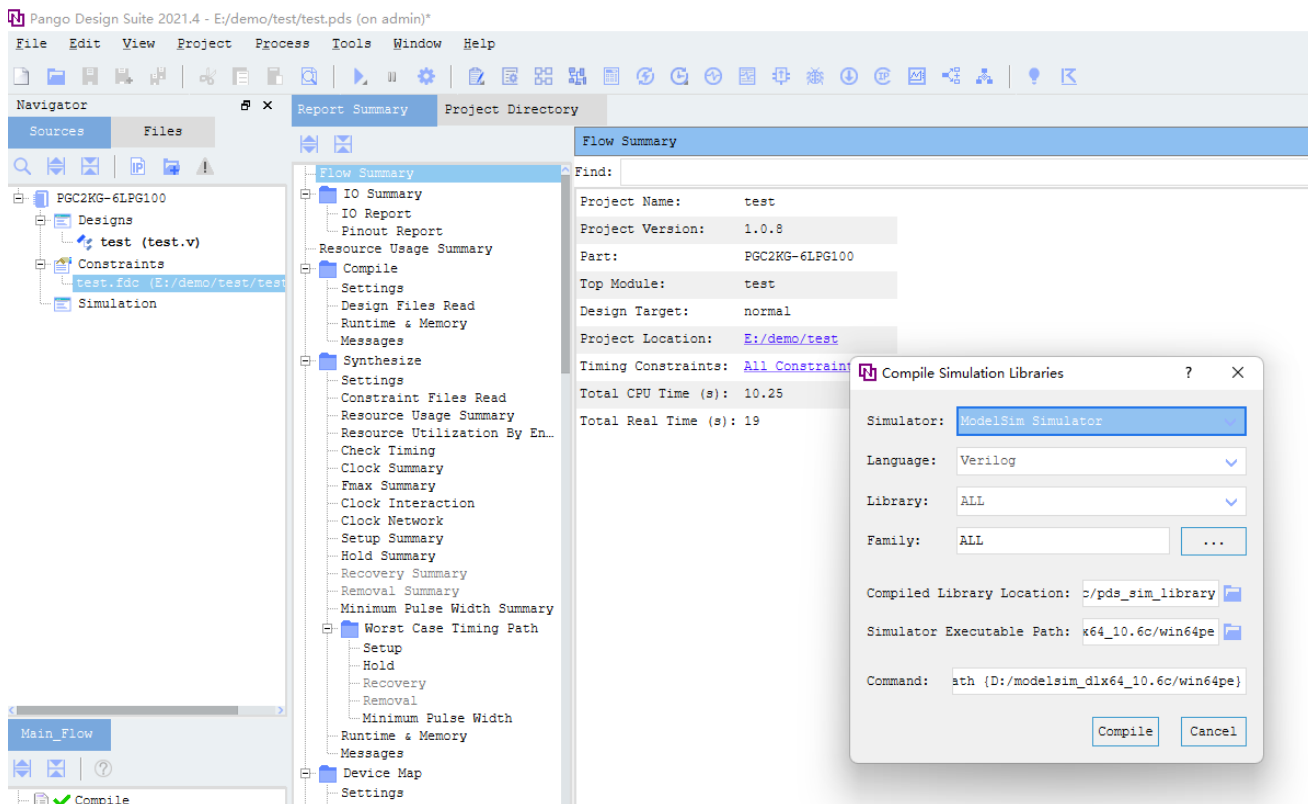 Pango Design Suite 2021.4 - E:/demo/test/test.pds (on admin)*
File Edit View Project Process Tools Window Help
Navigator
Sources Files
PGC2KG-6LPG100
Designs
test (test.v)
Constraints
test.fdc (E:/demo/test/test
Simulation
Main_Flow
Compile
Report Summary Project Directory
Flow Summary
IO Summary
IO Report
Pinout Report
Resource Usage Summary
Compile
Settings
Design Files Read
Runtime & Memory
Messages
Synthesize
Settings
Constraint Files Read
Resource Usage Summary
Resource Utilization By En...
Check Timing
Clock Summary
Fmax Summary
Clock Interaction
Clock Network
Setup Summary
Hold Summary
Recovery Summary
Removal Summary
Minimum Pulse Width Summary
Worst Case Timing Path
Setup
Hold
Recovery
Removal
Minimum Pulse Width
Runtime & Memory
Messages
Device Map
Settings
Flow Summary
Find:
Project Name: test
Project Version: 1.0.8
Part: PGC2KG-6LPG100
Top Module: test
Design Target: normal
Project Location: E:/demo/test
Timing Constraints: All Constraint
Total CPU Time (s): 10.25
Total Real Time (s): 19
Compile Simulation Libraries ?
Simulator: ModelSim Simulator
Language: Verilog
Library: ALL
Family: ALL ...
Compiled Library Location: c/pds_sim_library
Simulator Executable Path: x64_10.6c/win64pe
Command: ath {D:/modelsim_dlx64_10.6c/win64pe}
Compile Cancel